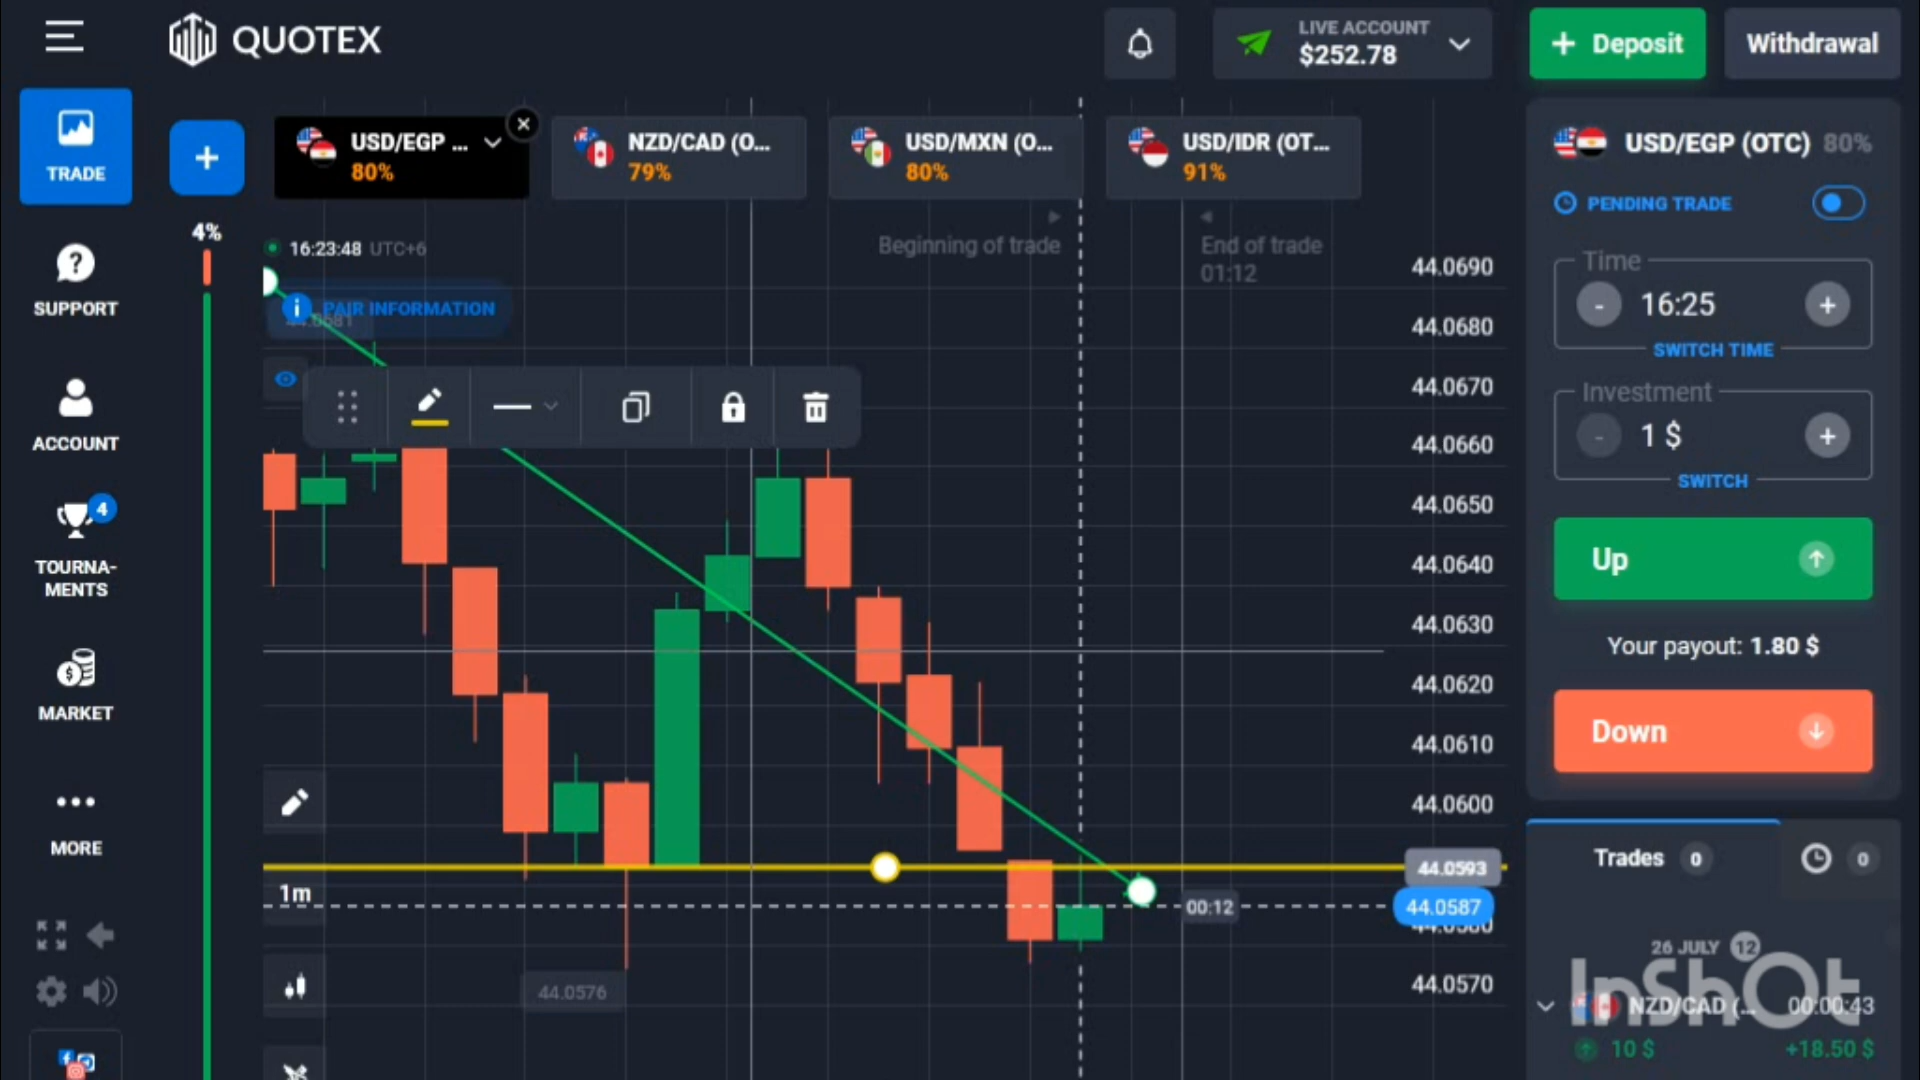 QUOTEX
LIVE ACCOUNT
$252.78
Deposit
Withdrawal
TRADE
USD/EGP ...
80%
NZD/CAD (O...
79%
USD/MXN (O...
80%
USD/IDR (OT...
91%
USD/EGP (OTC) 80%
PENDING TRADE
4%
16:23:48 UTC+6
Beginning of trade
End of trade
01:12
PAIR INFORMATION
44.0681
SUPPORT
ACCOUNT
4
TOURNA-
MENTS
MARKET
MORE
44.0690
44.0680
44.0670
44.0660
44.0650
44.0640
44.0630
44.0620
44.0610
44.0600
44.0593
44.0587
44.0580
44.0570
1m
00:12
44.0576
Time
- 16:25 +
SWITCH TIME
Investment
- 1 $ +
SWITCH
Up
Your payout: 1.80 $
Down
Trades 0
0
26 JULY 12
InShot
NZD/CAD (... 00:00:43
10 $ +18.50 $